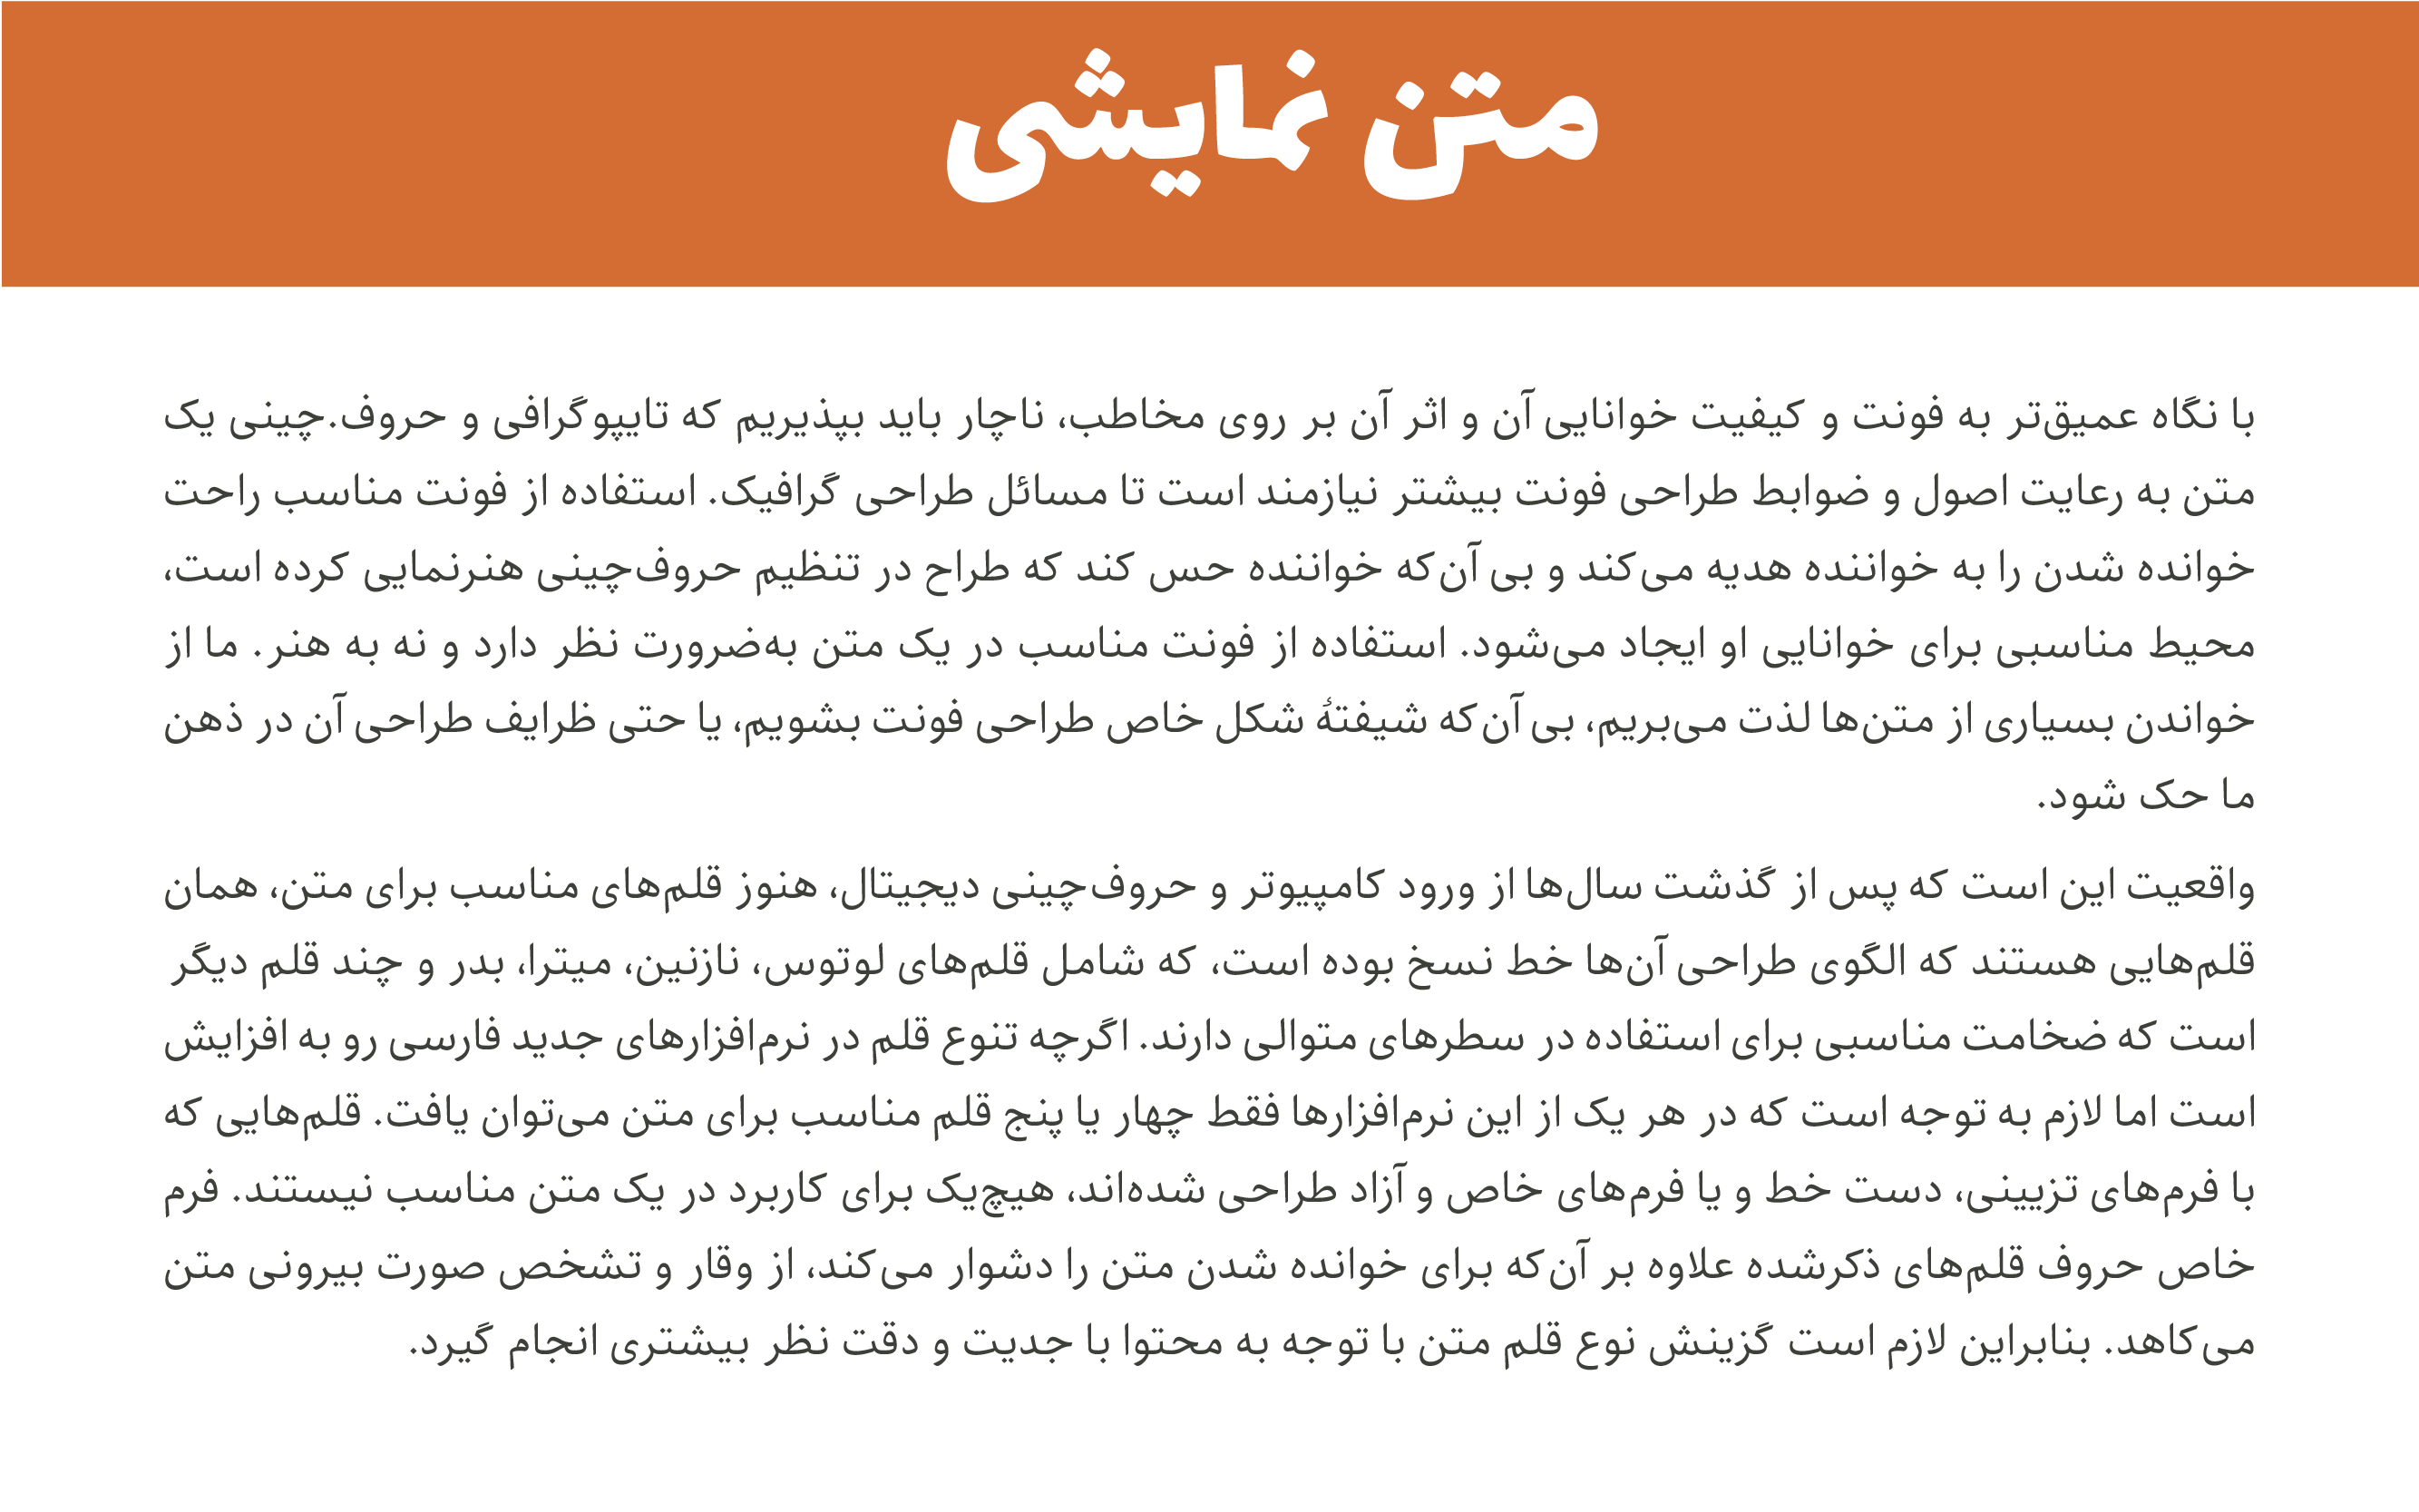 متن نمایشی
با نگاه عمیق‌تر به فونت و کیفیت خوانایی آن و اثر آن بر روی مخاطب، ناچار باید بپذیریم که تایپوگرافی و حروف.چینی یک
متن به رعایت اصول و ضوابط طراحی فونت بیشتر نیازمند است تا مسائل طراحی گرافیک. استفاده از فونت مناسب راحت
خوانده شدن را به خواننده هدیه می‌کند و بی آن‌که خواننده حس کند که طراح در تنظیم حروف‌چینی هنرنمایی کرده است،
محیط مناسبی برای خوانایی او ایجاد می‌شود. استفاده از فونت مناسب در یک متن به‌ضرورت نظر دارد و نه به هنر. ما از
خواندن بسیاری از متن‌ها لذت می‌بریم، بی آن‌که شیفتهٔ شکل خاص طراحی فونت بشویم، یا حتی ظرایف طراحی آن در ذهن
ما حک شود.
واقعیت این است که پس از گذشت سال‌ها از ورود کامپیوتر و حروف‌چینی دیجیتال، هنوز قلم‌های مناسب برای متن، همان
قلم‌هایی هستند که الگوی طراحی آن‌ها خط نسخ بوده است، که شامل قلم‌های لوتوس، نازنین، میترا، بدر و چند قلم دیگر
است که ضخامت مناسبی برای استفاده در سطرهای متوالی دارند. اگرچه تنوع قلم در نرم‌افزارهای جدید فارسی رو به افزایش
است اما لازم به توجه است که در هر یک از این نرم‌افزارها فقط چهار یا پنج قلم مناسب برای متن می‌توان یافت. قلم‌هایی که
با فرم‌های تزیینی، دست خط و یا فرم‌های خاص و آزاد طراحی شده‌اند، هیچ‌یک برای کاربرد در یک متن مناسب نیستند. فرم
خاص حروف قلم‌های ذکرشده علاوه بر آن‌که برای خوانده شدن متن را دشوار می‌کند، از وقار و تشخص صورت بیرونی متن
می‌کاهد. بنابراین لازم است گزینش نوع قلم متن با توجه به محتوا با جدیت و دقت نظر بیشتری انجام گیرد.